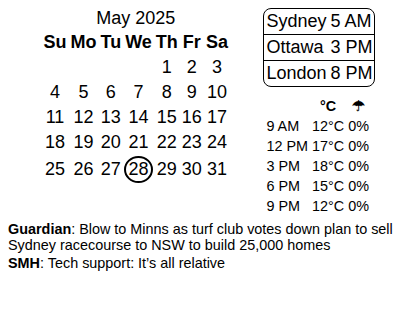 May 2025
Su Mo Tu We Th Fr Sa
1 2 3
4 5 6 7 8 9 10
11 12 13 14 15 16 17
18 19 20 21 22 23 24
25 26 27 28 29 30 31
Sydney 5 AM
Ottawa 3 PM
London 8 PM
°C ☂
9 AM 12°C 0%
12 PM 17°C 0%
3 PM 18°C 0%
6 PM 15°C 0%
9 PM 12°C 0%
Guardian: Blow to Minns as turf club votes down plan to sell
Sydney racecourse to NSW to build 25,000 homes
SMH: Tech support: It’s all relative